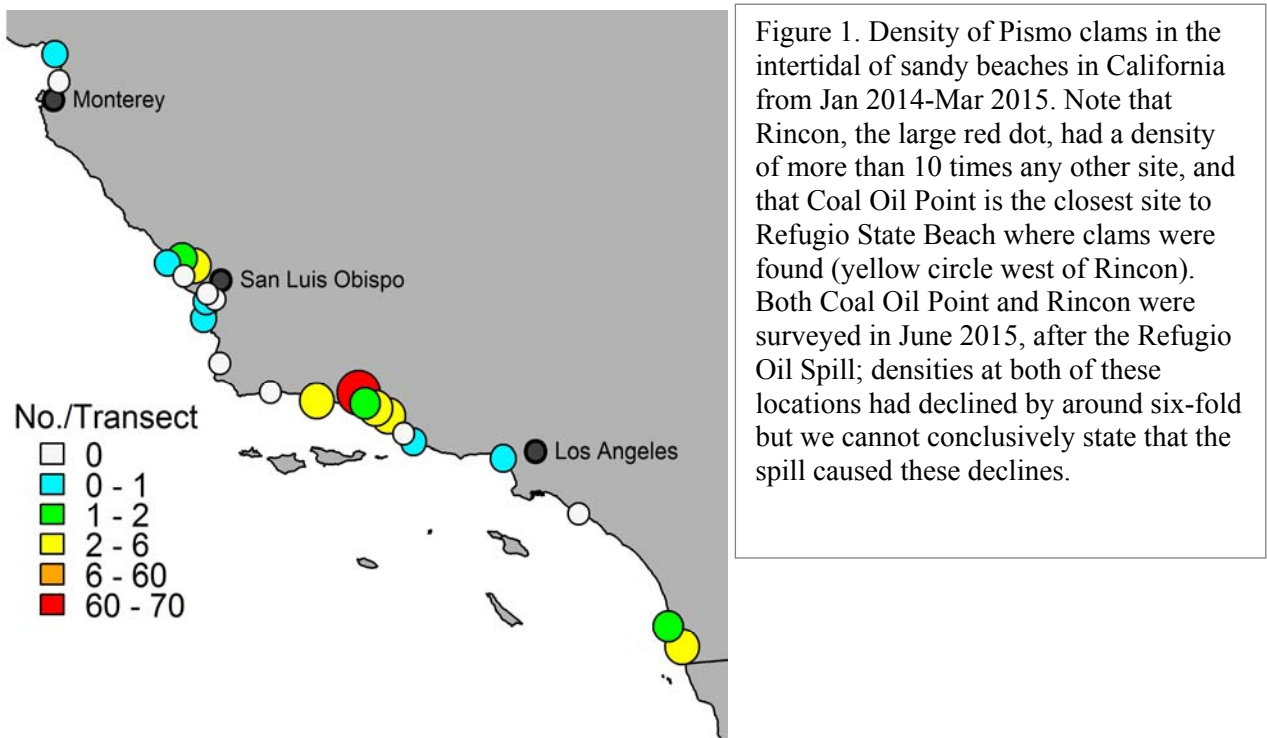 Monterey
San Luis Obispo
Los Angeles
No./Transect
0
0 - 1
1 - 2
2 - 6
6 - 60
60 - 70
Figure 1. Density of Pismo clams in the
intertidal of sandy beaches in California
from Jan 2014-Mar 2015. Note that
Rincon, the large red dot, had a density
of more than 10 times any other site, and
that Coal Oil Point is the closest site to
Refugio State Beach where clams were
found (yellow circle west of Rincon).
Both Coal Oil Point and Rincon were
surveyed in June 2015, after the Refugio
Oil Spill; densities at both of these
locations had declined by around six-fold
but we cannot conclusively state that the
spill caused these declines.